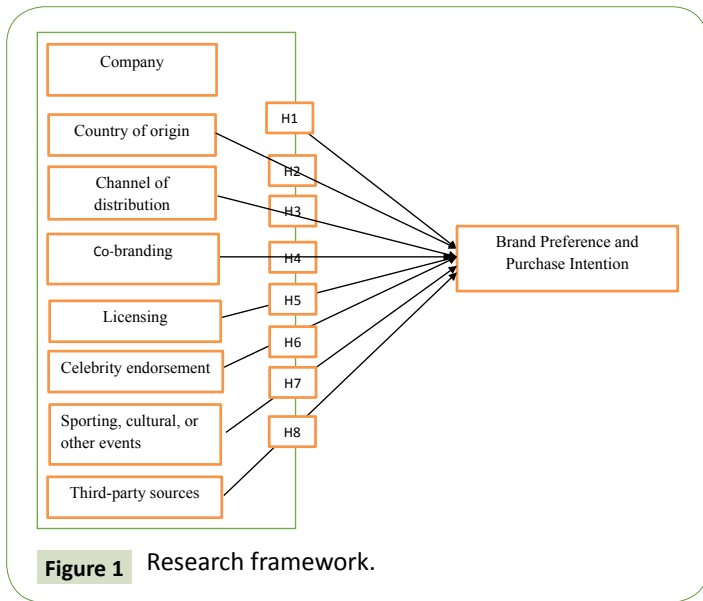 Company
H1
Country of origin
H2
Channel of
distribution
H3
Co-branding
H4
Brand Preference and
Purchase Intention
H5
Licensing
H6
Celebrity endorsement
H7
Sporting, cultural, or
other events
H8
Third-party sources
Figure 1 Research framework.